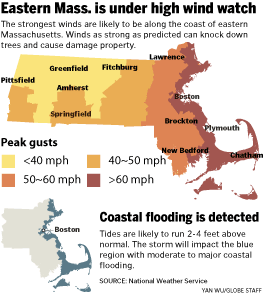 Eastern Mass. is under high wind watch
The strongest winds are likely to be along the coast of eastern
Massachusetts. Winds as strong as predicted can knock down
trees and cause damage property.
Lawrence
Greenfield
Fitchburg
Pittsfield
Amherst
Boston
Springfield
Brockton
Plymouth
New Bedford
Chatham
Peak gusts
<40 mph
40~50 mph
50~60 mph
>60 mph
Boston
Coastal flooding is detected
Tides are likely to run 2-4 feet above
normal. The storm will impact the blue
region with moderate to major coastal
flooding.
SOURCE: National Weather Service
YAN WU/GLOBE STAFF